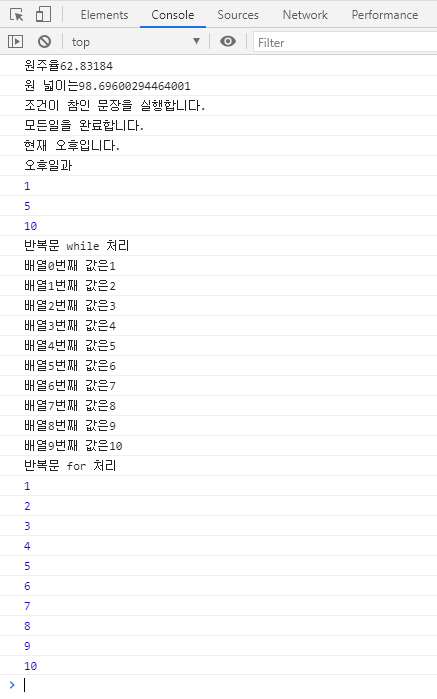 Elements Console Sources Network Performance
top Filter
원주율62.83184
원 넓이는98.69600294464001
조건이 참인 문장을 실행합니다.
모든일을 완료합니다.
현재 오후입니다.
오후일과
1
5
10
반복문 while 처리
배열0번째 값은1
배열1번째 값은2
배열2번째 값은3
배열3번째 값은4
배열4번째 값은5
배열5번째 값은6
배열6번째 값은7
배열7번째 값은8
배열8번째 값은9
배열9번째 값은10
반복문 for 처리
1
2
3
4
5
6
7
8
9
10